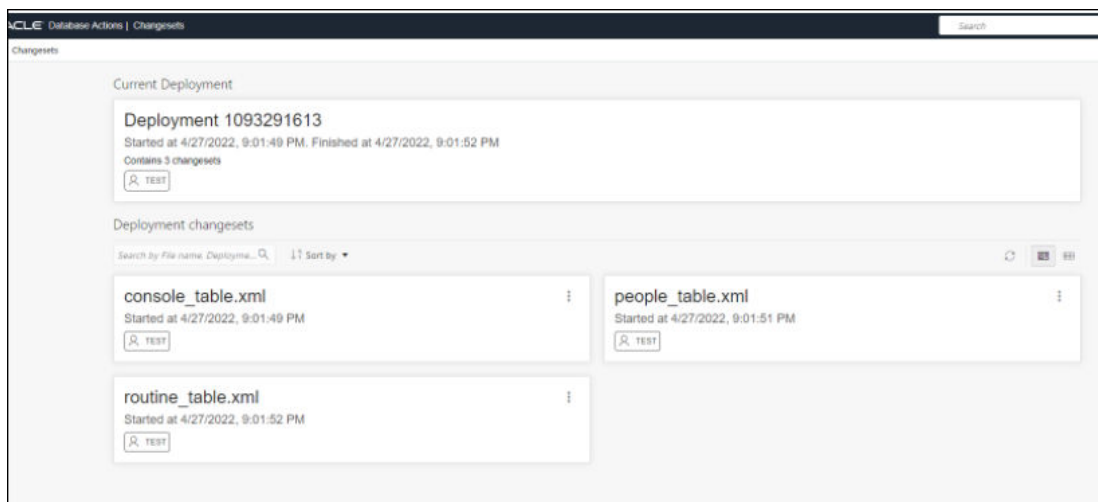 ACLE Database Actions | Changesets
Search
Changesets
Current Deployment
Deployment 1093291613
Started at 4/27/2022, 9:01:49 PM. Finished at 4/27/2022, 9:01:52 PM
Contains 3 changesets
TEST
Deployment changesets
Search by File name, Deployme...
Sort by
console_table.xml
Started at 4/27/2022, 9:01:49 PM
TEST
people_table.xml
Started at 4/27/2022, 9:01:51 PM
TEST
routine_table.xml
Started at 4/27/2022, 9:01:52 PM
TEST